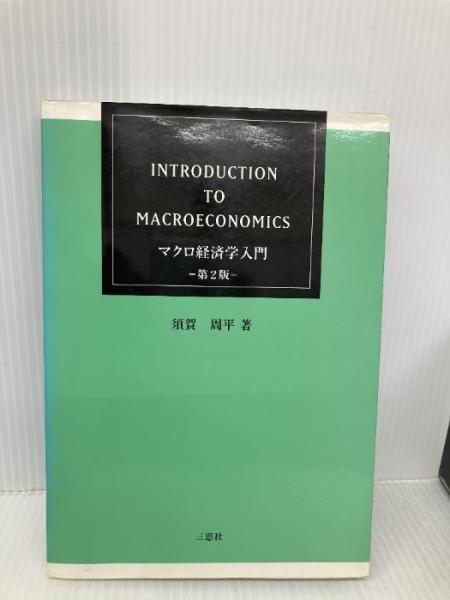 INTRODUCTION
TO
MACROECONOMICS
マクロ経済学入門
-第2版-
須賀 周平 著
三恵社